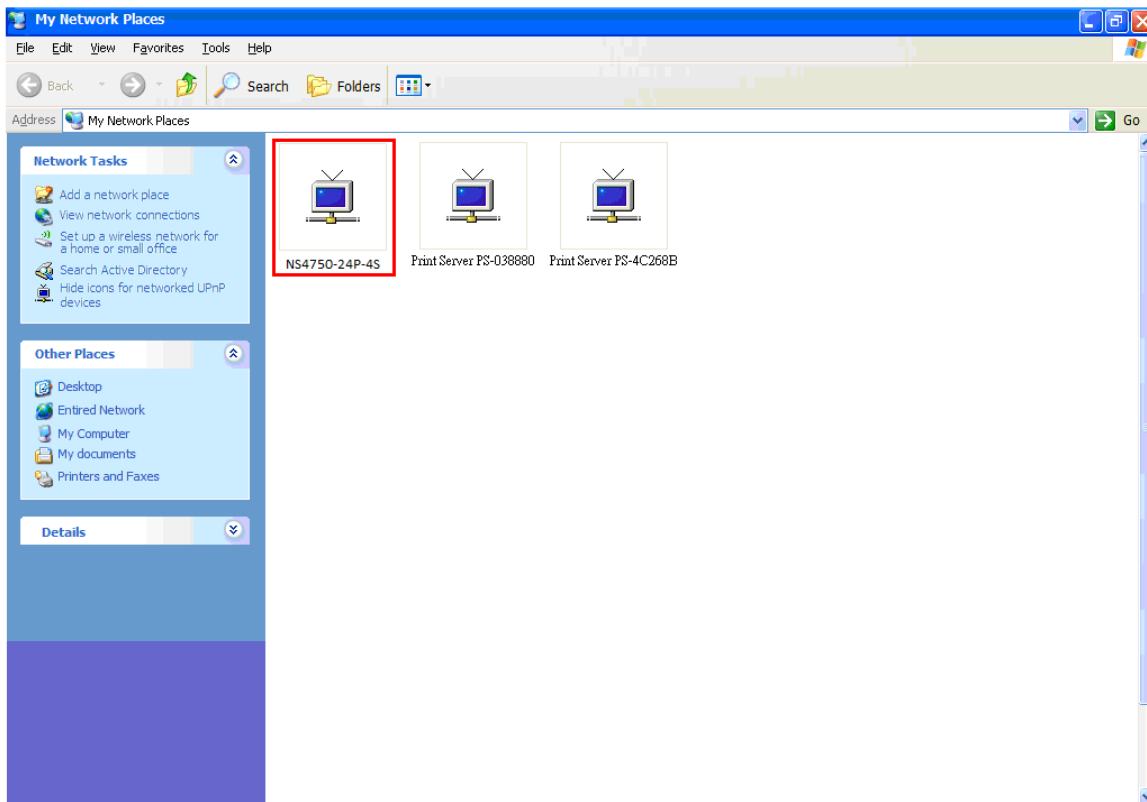 My Network Places
File Edit View Favorites Tools Help
Back Search Folders
Address My Network Places Go
Network Tasks
Add a network place
View network connections
Set up a wireless network for
a home or small office
Search Active Directory
Hide icons for networked UPnP
devices
Other Places
Desktop
Entired Network
My Computer
My documents
Printers and Faxes
Details
NS4750-24P-4S Print Server PS-038880 Print Server PS-4C268B